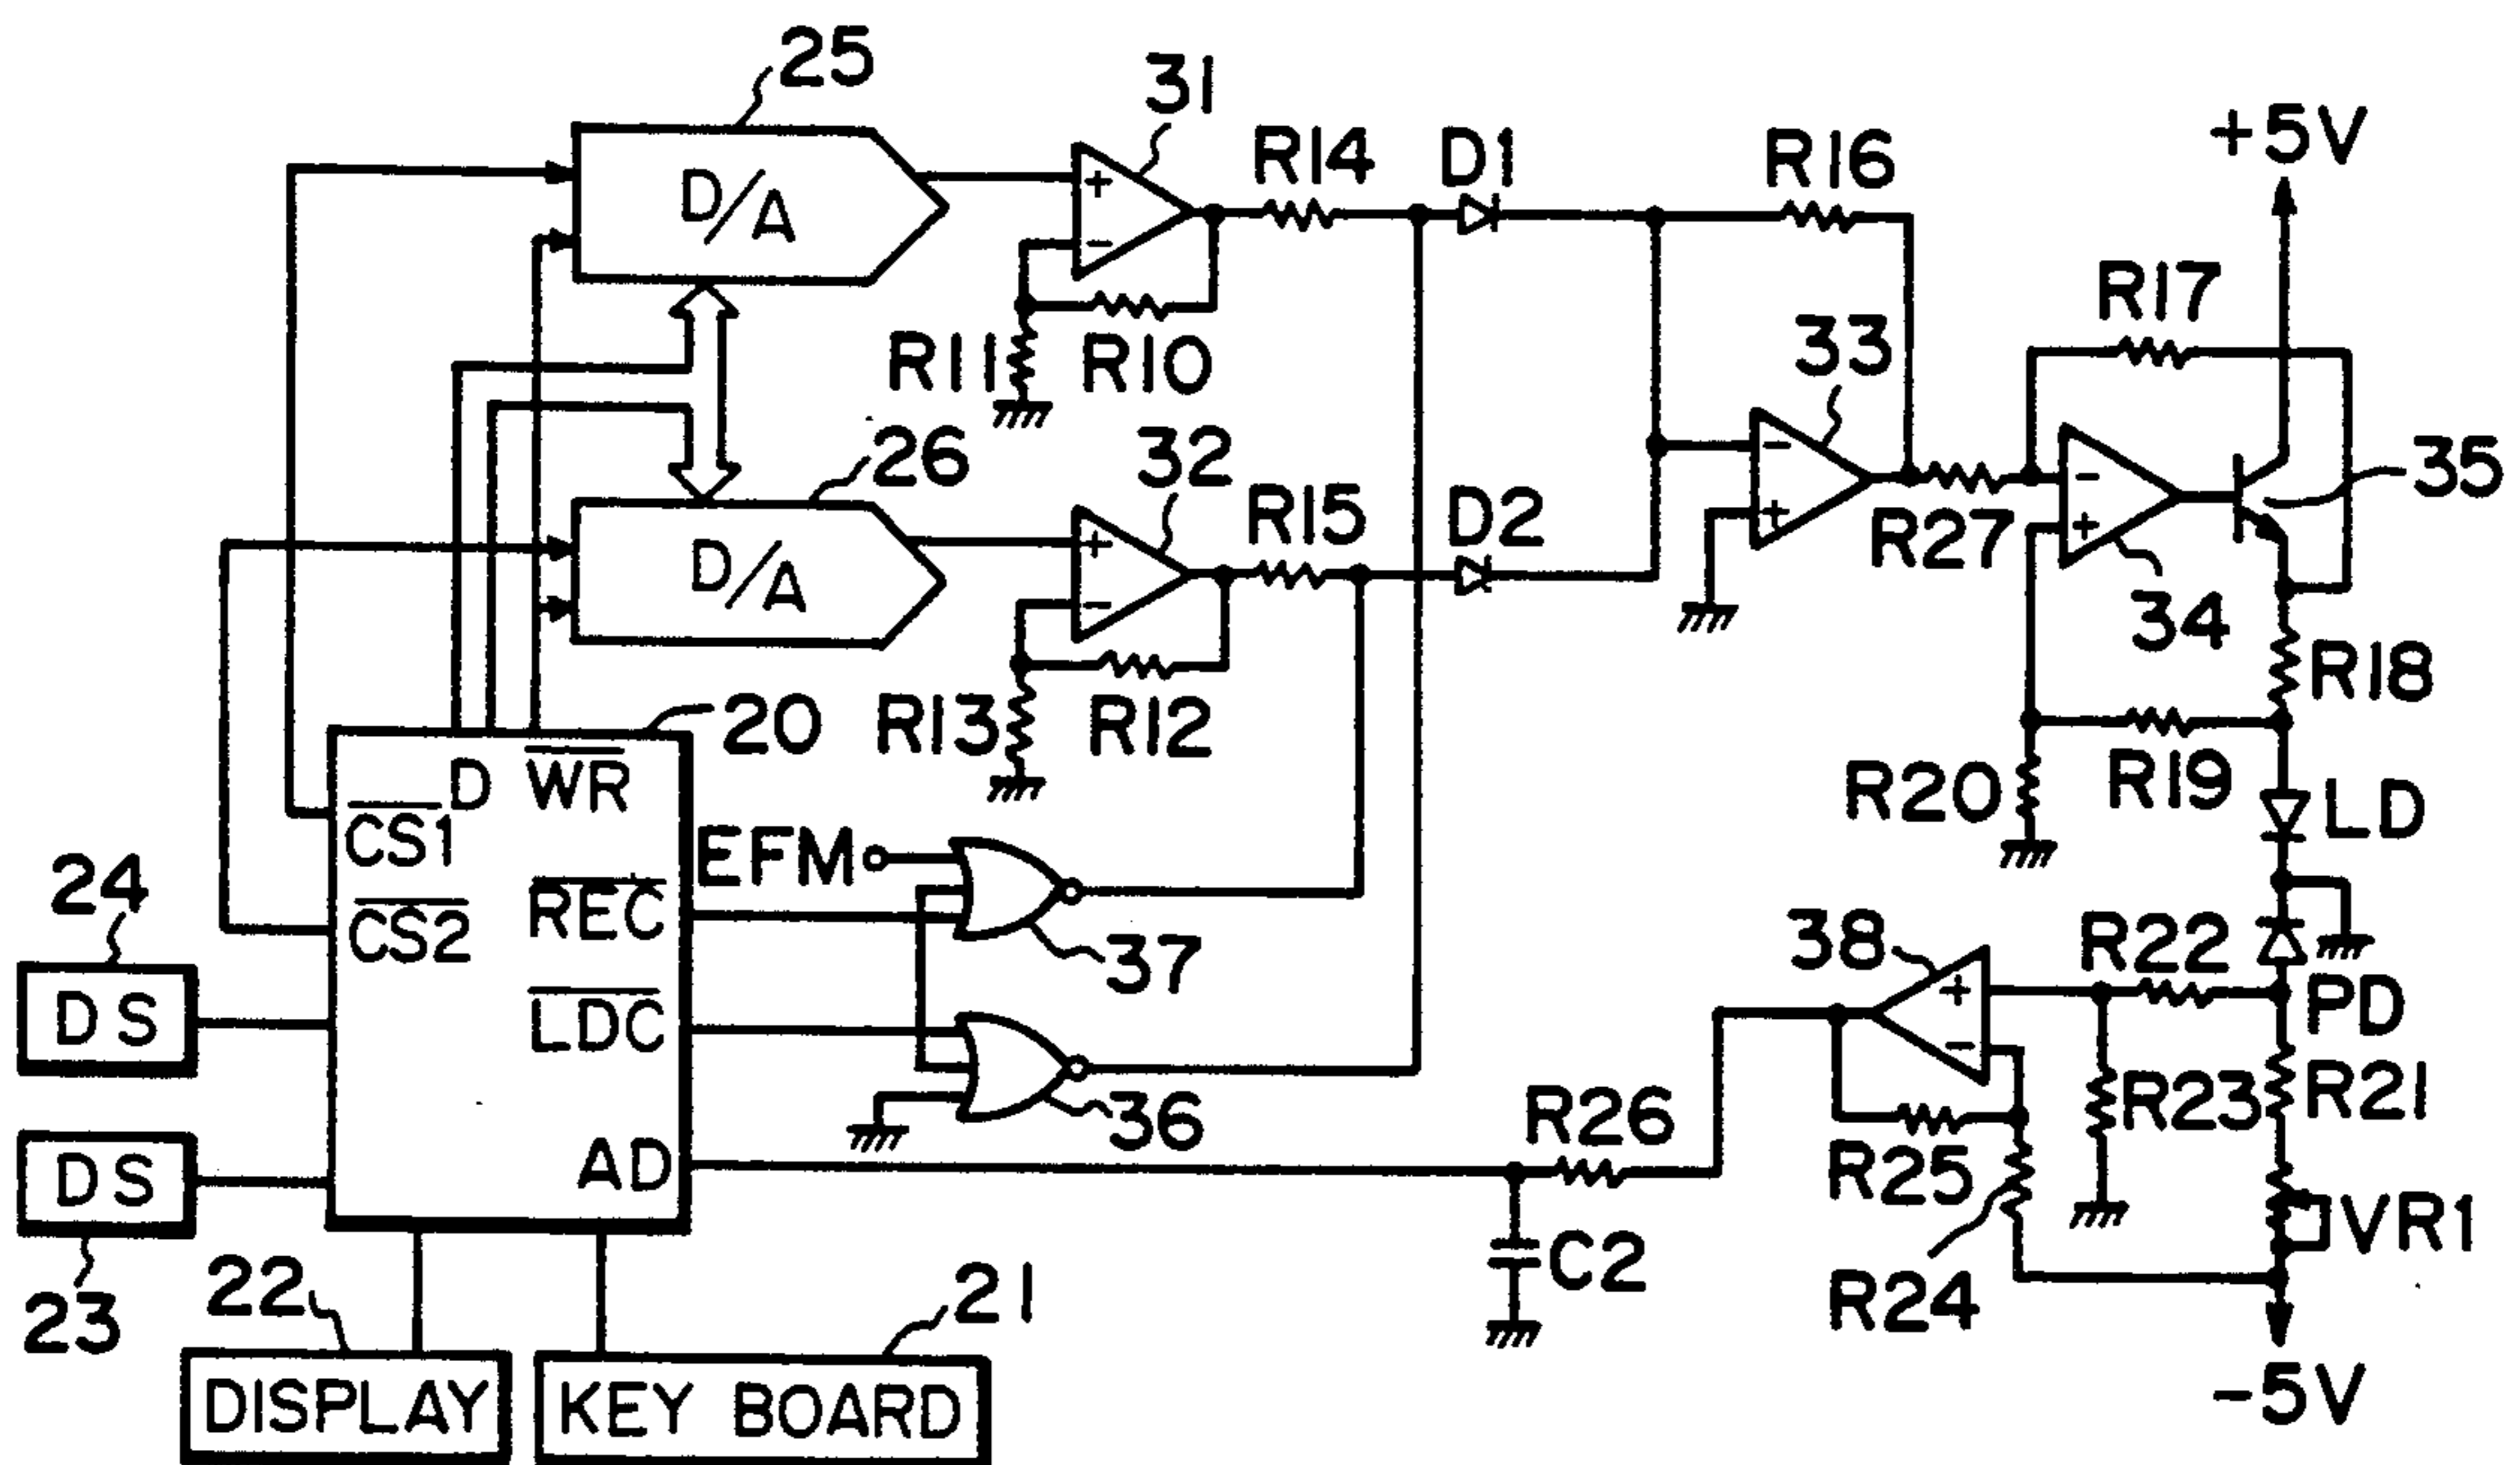 25
31
+5V
R14
D1
R16
D/A
+
-
R17
R11
R10
33
26
32
R15
D2
-
+
35
D/A
+
-
R27
-
+
34
R18
20
R13
R12
D
WR
R20
R19
LD
CS1
EFM
24
CS2
REC
37
38
R22
+
-
PD
DS
LDC
R23
R21
36
R26
AD
R25
DS
VR1
C2
22
21
R24
23
-5V
DISPLAY
KEY BOARD